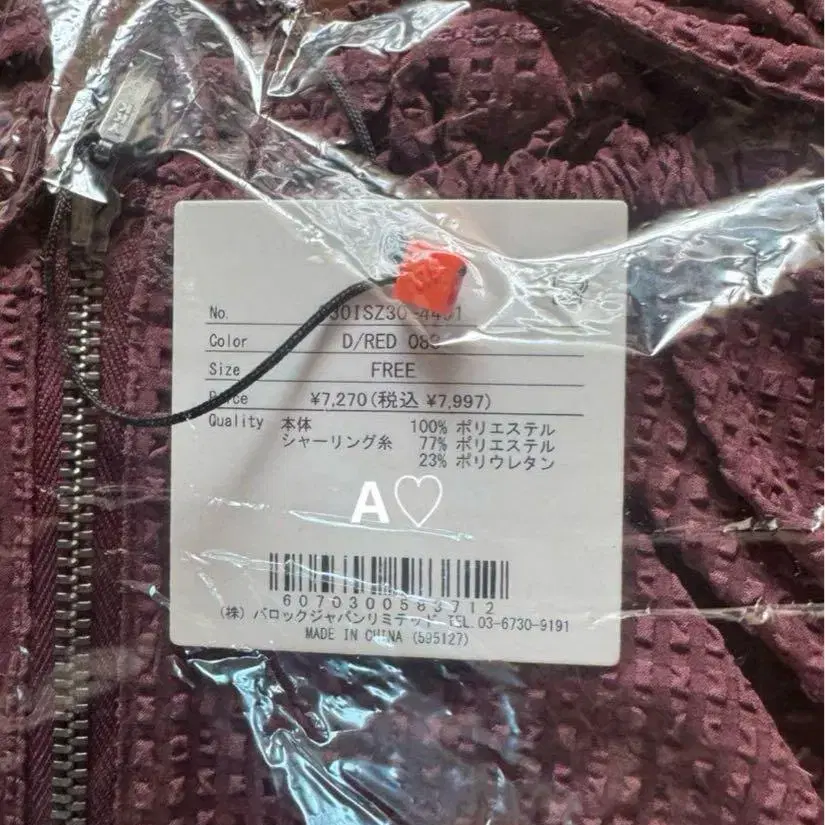 YKK
No.
Color D/RED
Size FREE
Price ¥7,270(税込 ¥7,997)
Quality 本体 100% ポリエステル
シャーリング糸 77% ポリエステル
23% ポリウレタン
A♡
6070300583712
(株) バロックジャパンリミテッド TEL.03-6730-9191
MADE IN CHINA (595127)